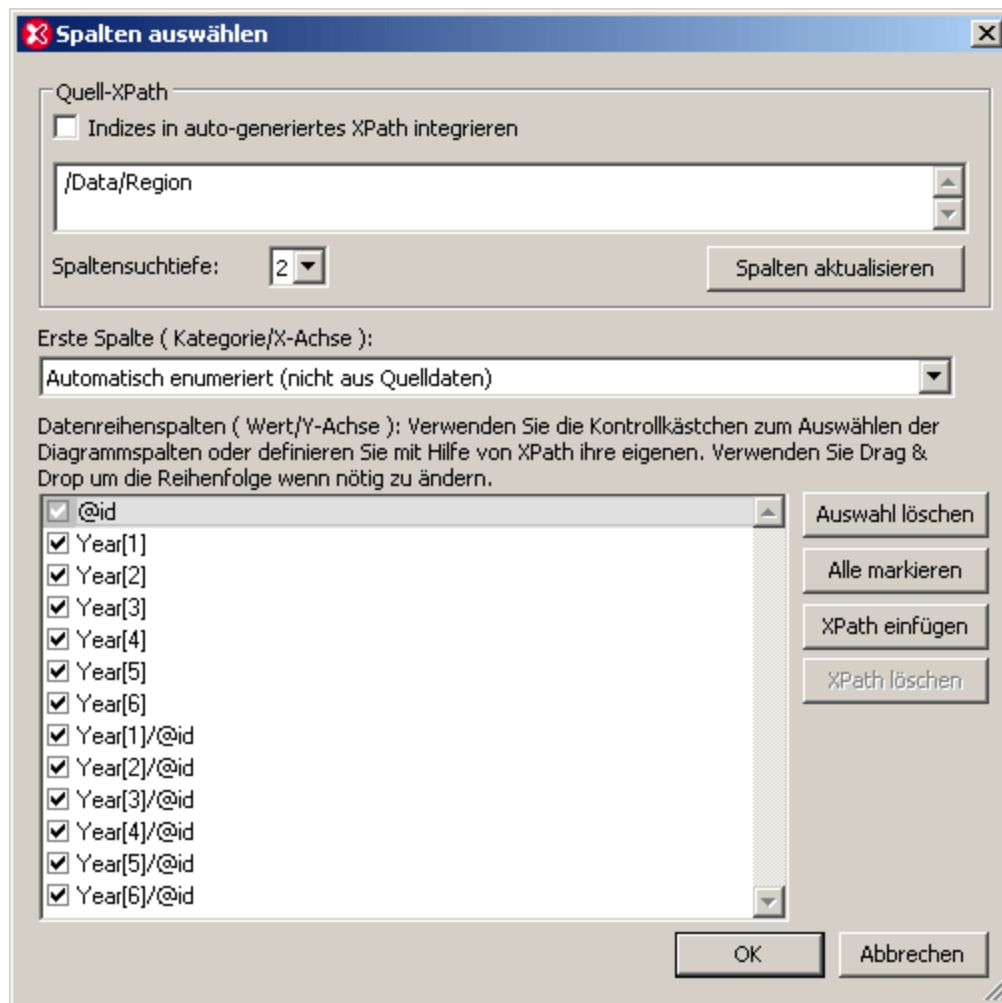 Spalten auswählen
Quell-XPath
Indizes in auto-generiertes XPath integrieren
/Data/Region
Spaltensuchtiefe: 2 Spalten aktualisieren
Erste Spalte ( Kategorie/X-Achse ):
Automatisch enumeriert (nicht aus Quelldaten)
Datenreihenspalten ( Wert/Y-Achse ): Verwenden Sie die Kontrollkästchen zum Auswählen der
Diagrammspalten oder definieren Sie mit Hilfe von XPath ihre eigenen. Verwenden Sie Drag &
Drop um die Reihenfolge wenn nötig zu ändern.
@id
Year[1]
Year[2]
Year[3]
Year[4]
Year[5]
Year[6]
Year[1]/@id
Year[2]/@id
Year[3]/@id
Year[4]/@id
Year[5]/@id
Year[6]/@id
Auswahl löschen
Alle markieren
XPath einfügen
XPath löschen
OK Abbrechen